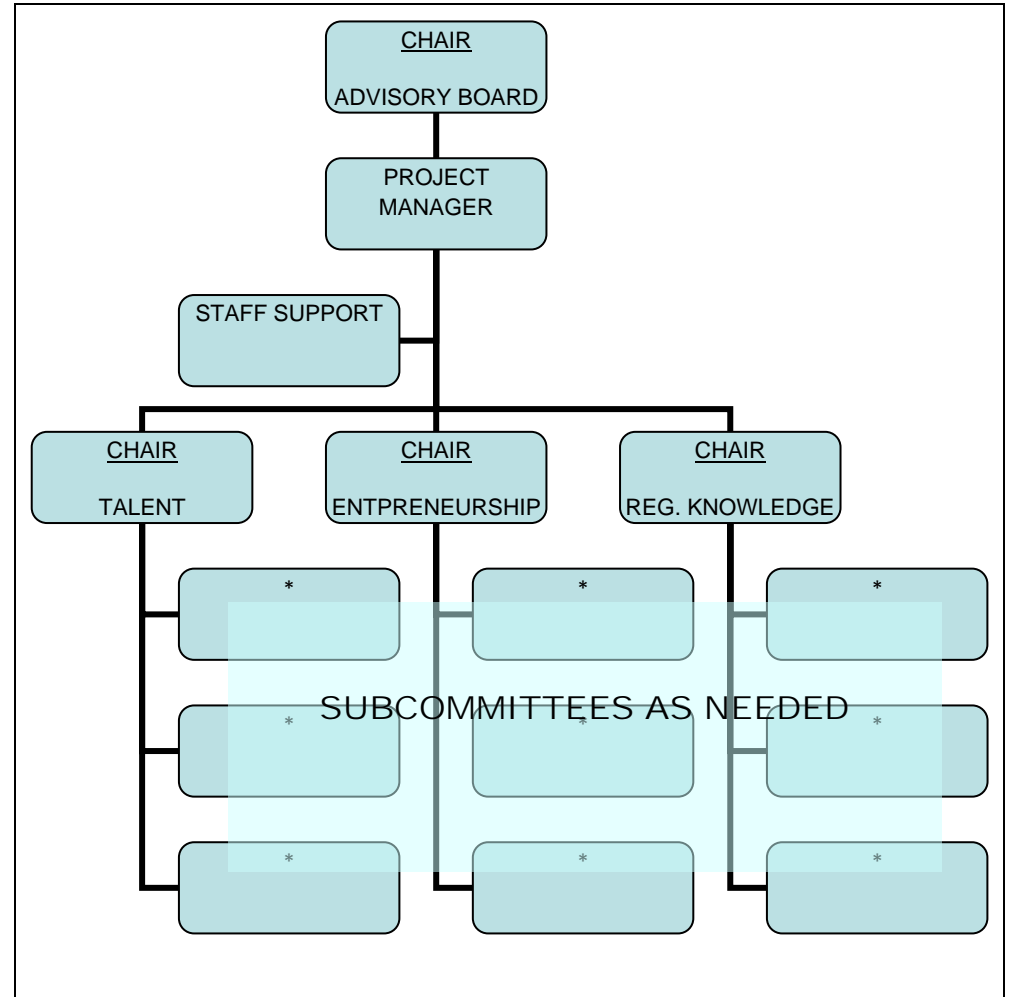 CHAIR
ADVISORY BOARD
PROJECT
MANAGER
STAFF SUPPORT
CHAIR
TALENT
CHAIR
ENTPRENEURSHIP
CHAIR
REG. KNOWLEDGE
*
*
*
SUBCOMMITTEES AS NEEDED
*
*
*
*
*
*